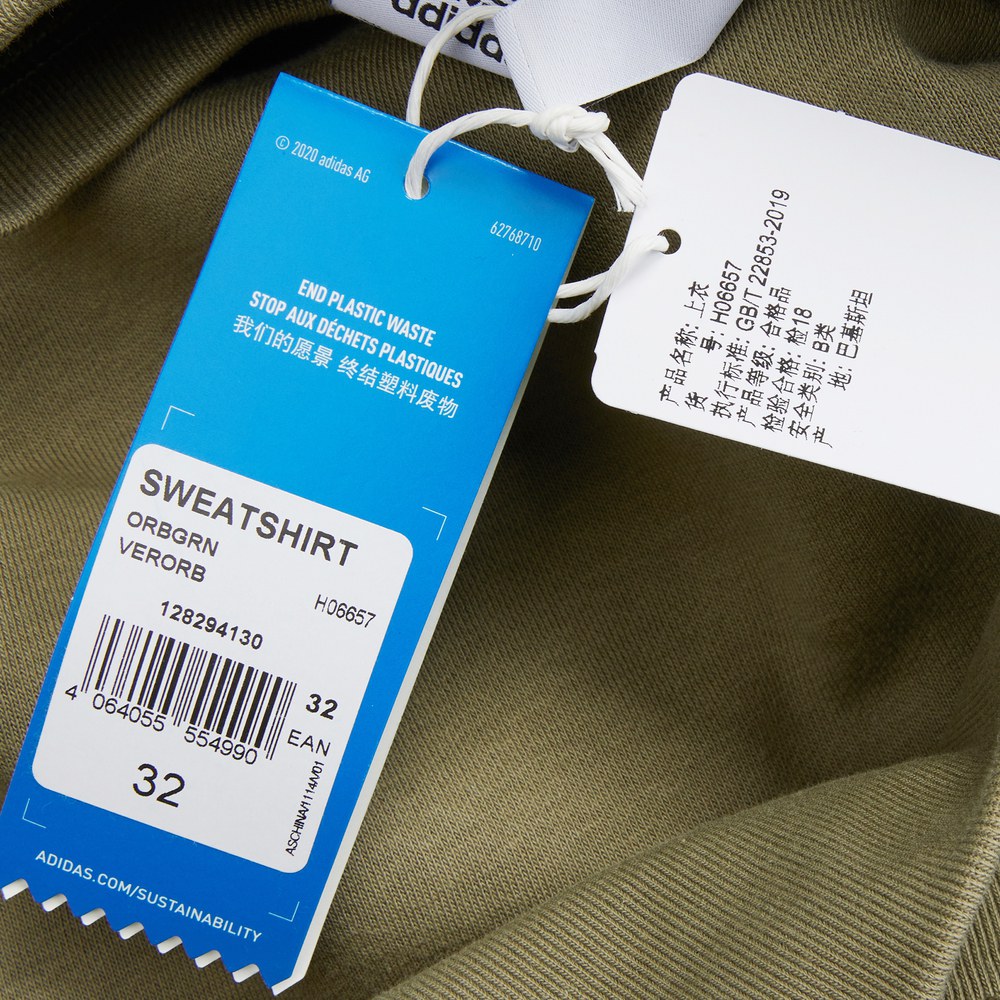 adidas
© 2020 adidas AG
62768710
END PLASTIC WASTE
STOP AUX DÉCHETS PLASTIQUES
我们的愿景 终结塑料废物
SWEATSHIRT
ORBGRN
VERORB
H06657
128294130
32
4 064055 554990
EAN
32
ASCHINA/1114/V01
ADIDAS.COM/SUSTAINABILITY
产品名称: 上衣
货 号: H06657
执行标准: GB/T 22853-2019
产品等级: 合格品
检验合格: 检18
安全类别: B类
产 地: 巴基斯坦